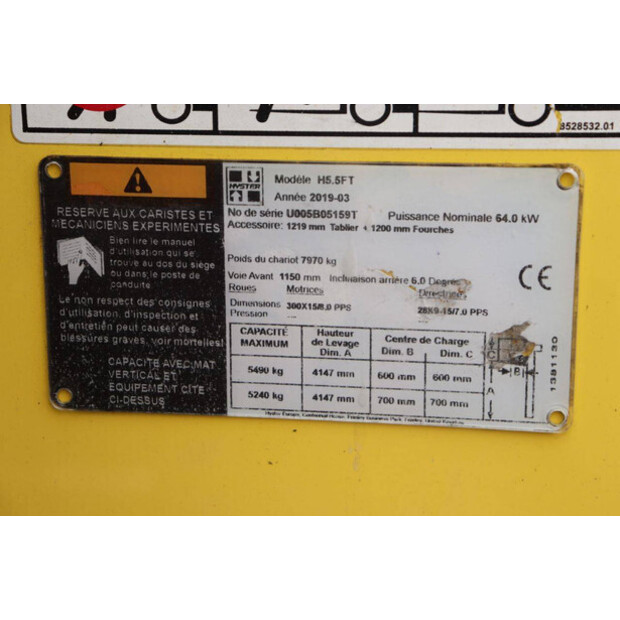 8528532.01
RESERVE AUX CARISTES ET
MECANICIENS EXPERIMENTES
Bien lire le manuel
d'utilisation qui se
trouve au dos du siége
ou dans le poste de
conduite.
Le non respect des consignes
d'utilisation, d'inspection et
d'entretien peut causer des
blessures graves, voir mortelles!
CAPACITE AVEC MAT
VERTICAL ET
EQUIPEMENT CITE
CI-DESSUS
HYSTER
Modéle H5.5FT
Année 2019-03
No de série U005B05159T Puissance Nominale 64.0 kW
Accessoire: 1219 mm Tablier + 1200 mm Fourches
Poids du chariot 7970 kg
Voie Avant 1150 mm Inclinaison arriére 6.0 Degrés
Roues Motrices Directrices
Dimensions 300X15/8.0 PPS 28X9-15/7.0 PPS
Pression
CE
CAPACITÉ MAXIMUM Hauteur de Levage Dim. A Centre de Charge Dim. B Dim. C
5490 kg 4147 mm 600 mm 600 mm
5240 kg 4147 mm 700 mm 700 mm
C
B
A
1381130